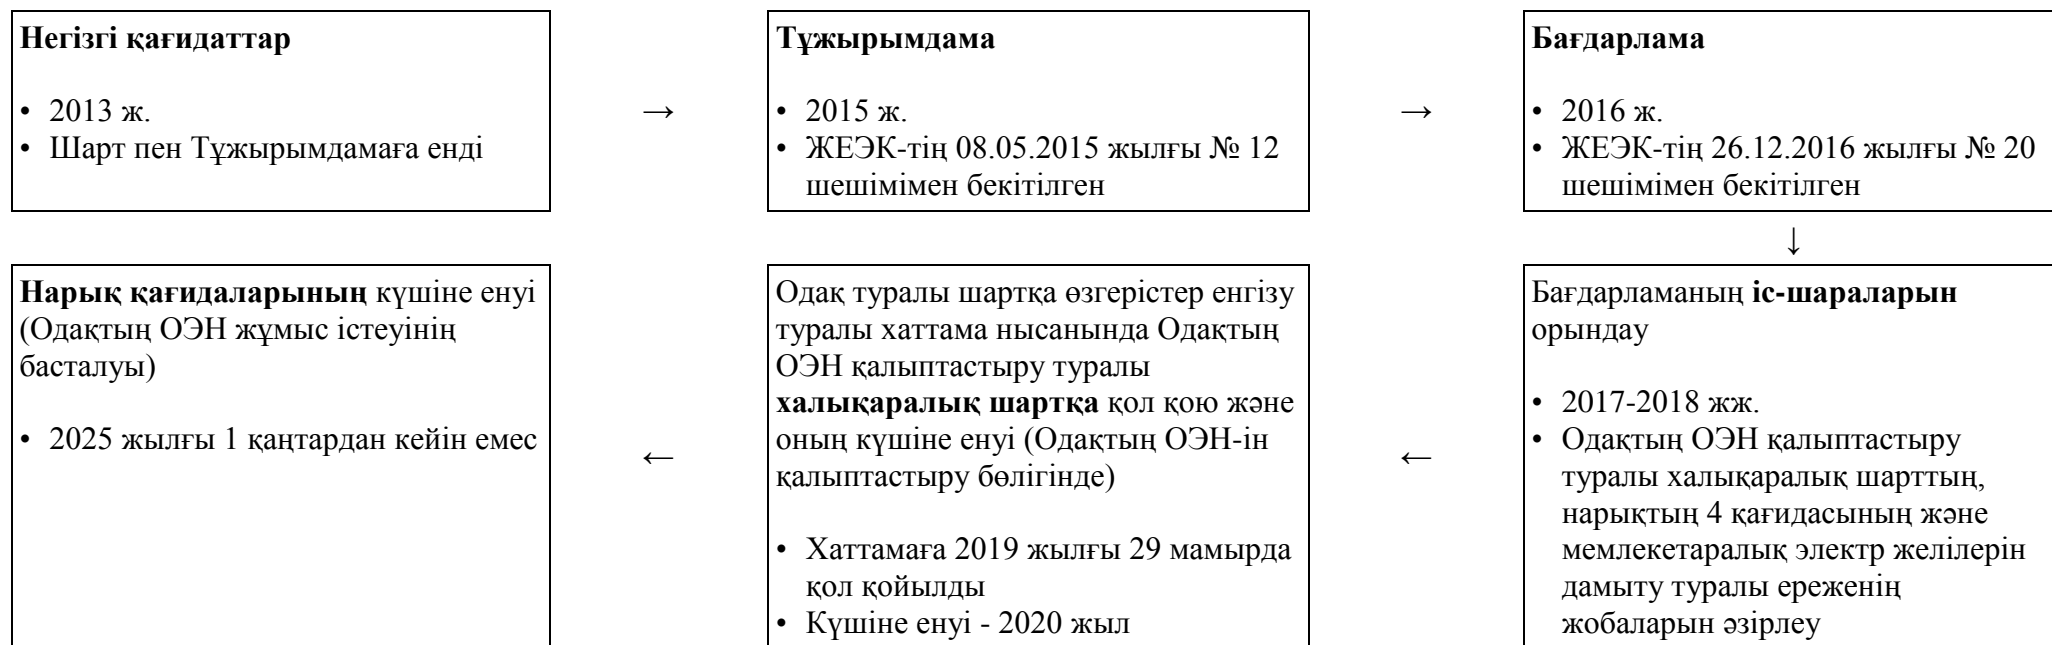 Негізгі қағидаттар
• 2013 ж.
• Шарт пен Тұжырымдамаға енді
→
Тұжырымдама
• 2015 ж.
• ЖЕЭК-тің 08.05.2015 жылғы № 12
шешімімен бекітілген
→
Бағдарлама
• 2016 ж.
• ЖЕЭК-тің 26.12.2016 жылғы № 20
шешімімен бекітілген
↓
Бағдарламаның іс-шараларын
орындау
• 2017-2018 жж.
• Одақтың ОЭН қалыптастыру
туралы халықаралық шарттың,
нарықтың 4 қағидасының және
мемлекетаралық электр желілерін
дамыту туралы ереженің
жобаларын әзірлеу
←
Одақ туралы шартқа өзгерістер енгізу
туралы хаттама нысанында Одақтың
ОЭН қалыптастыру туралы
халықаралық шартқа қол қою және
оның күшіне енуі (Одақтың ОЭН-ін
қалыптастыру бөлігінде)
• Хаттамаға 2019 жылғы 29 мамырда
қол қойылды
• Күшіне енуі - 2020 жыл
←
Нарық қағидаларының күшіне енуі
(Одақтың ОЭН жұмыс істеуінің
басталуы)
• 2025 жылғы 1 қаңтардан кейін емес